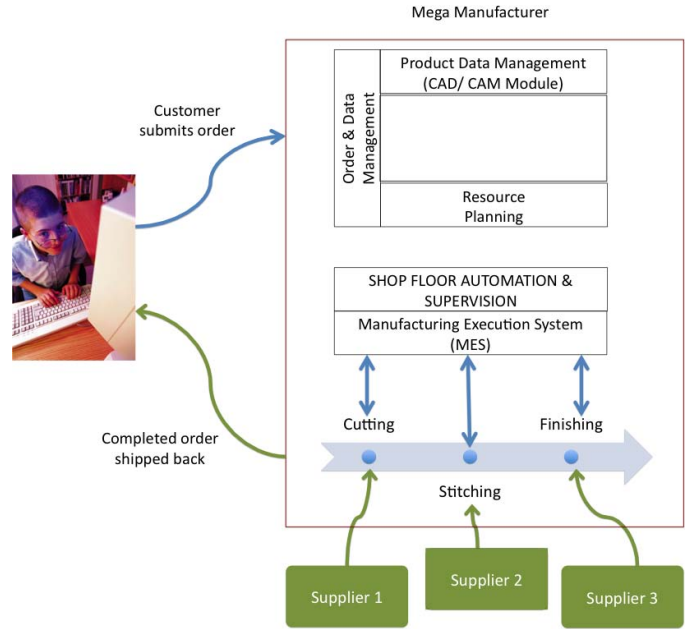 Mega Manufacturer
Customer
submits order
Order & Data
Management
Product Data Management
(CAD/ CAM Module)
Resource
Planning
SHOP FLOOR AUTOMATION &
SUPERVISION
Manufacturing Execution System
(MES)
Cutting
Finishing
Completed order
shipped back
Stitching
Supplier 1
Supplier 2
Supplier 3